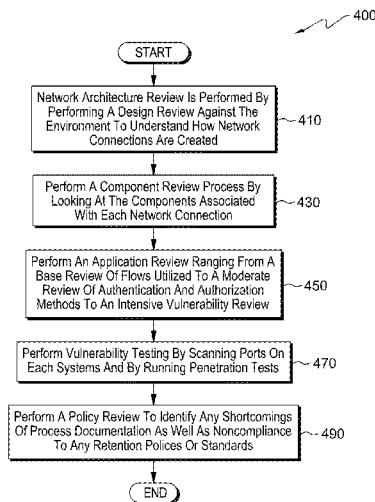 400
START
Network Architecture Review Is Performed By
Performing A Design Review Against The
Environment To Understand How Network
Connections Are Created
410
Perform A Component Review Process By
Looking At The Components Associated
With Each Network Connection
430
Perform An Application Review Ranging From A
Base Review Of Flows Utilized To A Moderate
Review Of Authentication And Authorization
Methods To An Intensive Vulnerability Review
450
Perform Vulnerability Testing By Scanning Ports On
Each Systems And By Running Penetration Tests
470
Perform A Policy Review To Identify Any Shortcomings
Of Process Documentation As Well As Noncompliance
To Any Retention Polices Or Standards
490
END